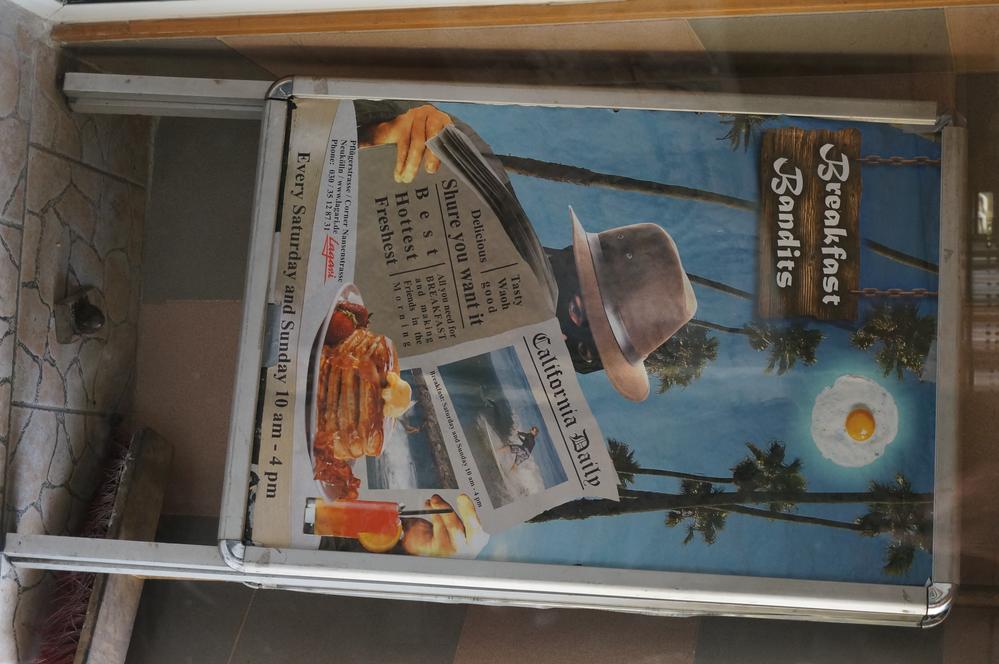 Breakfast
Bandits
California Daily
Delicious
Tasty
Waoh
good
Shure you want it
Best
Hottest
Freshest
All you need for
BREAKFAST
and making
Friends in the
Morning
Breakfast: Saturday and Sunday 10 am - 4 pm
Pflügerstrasse / Corner Nansenstrasse
Neukölln / www.lagari.de Lagari
Phone: 030 / 35 12 87 31
Every Saturday and Sunday 10 am - 4 pm